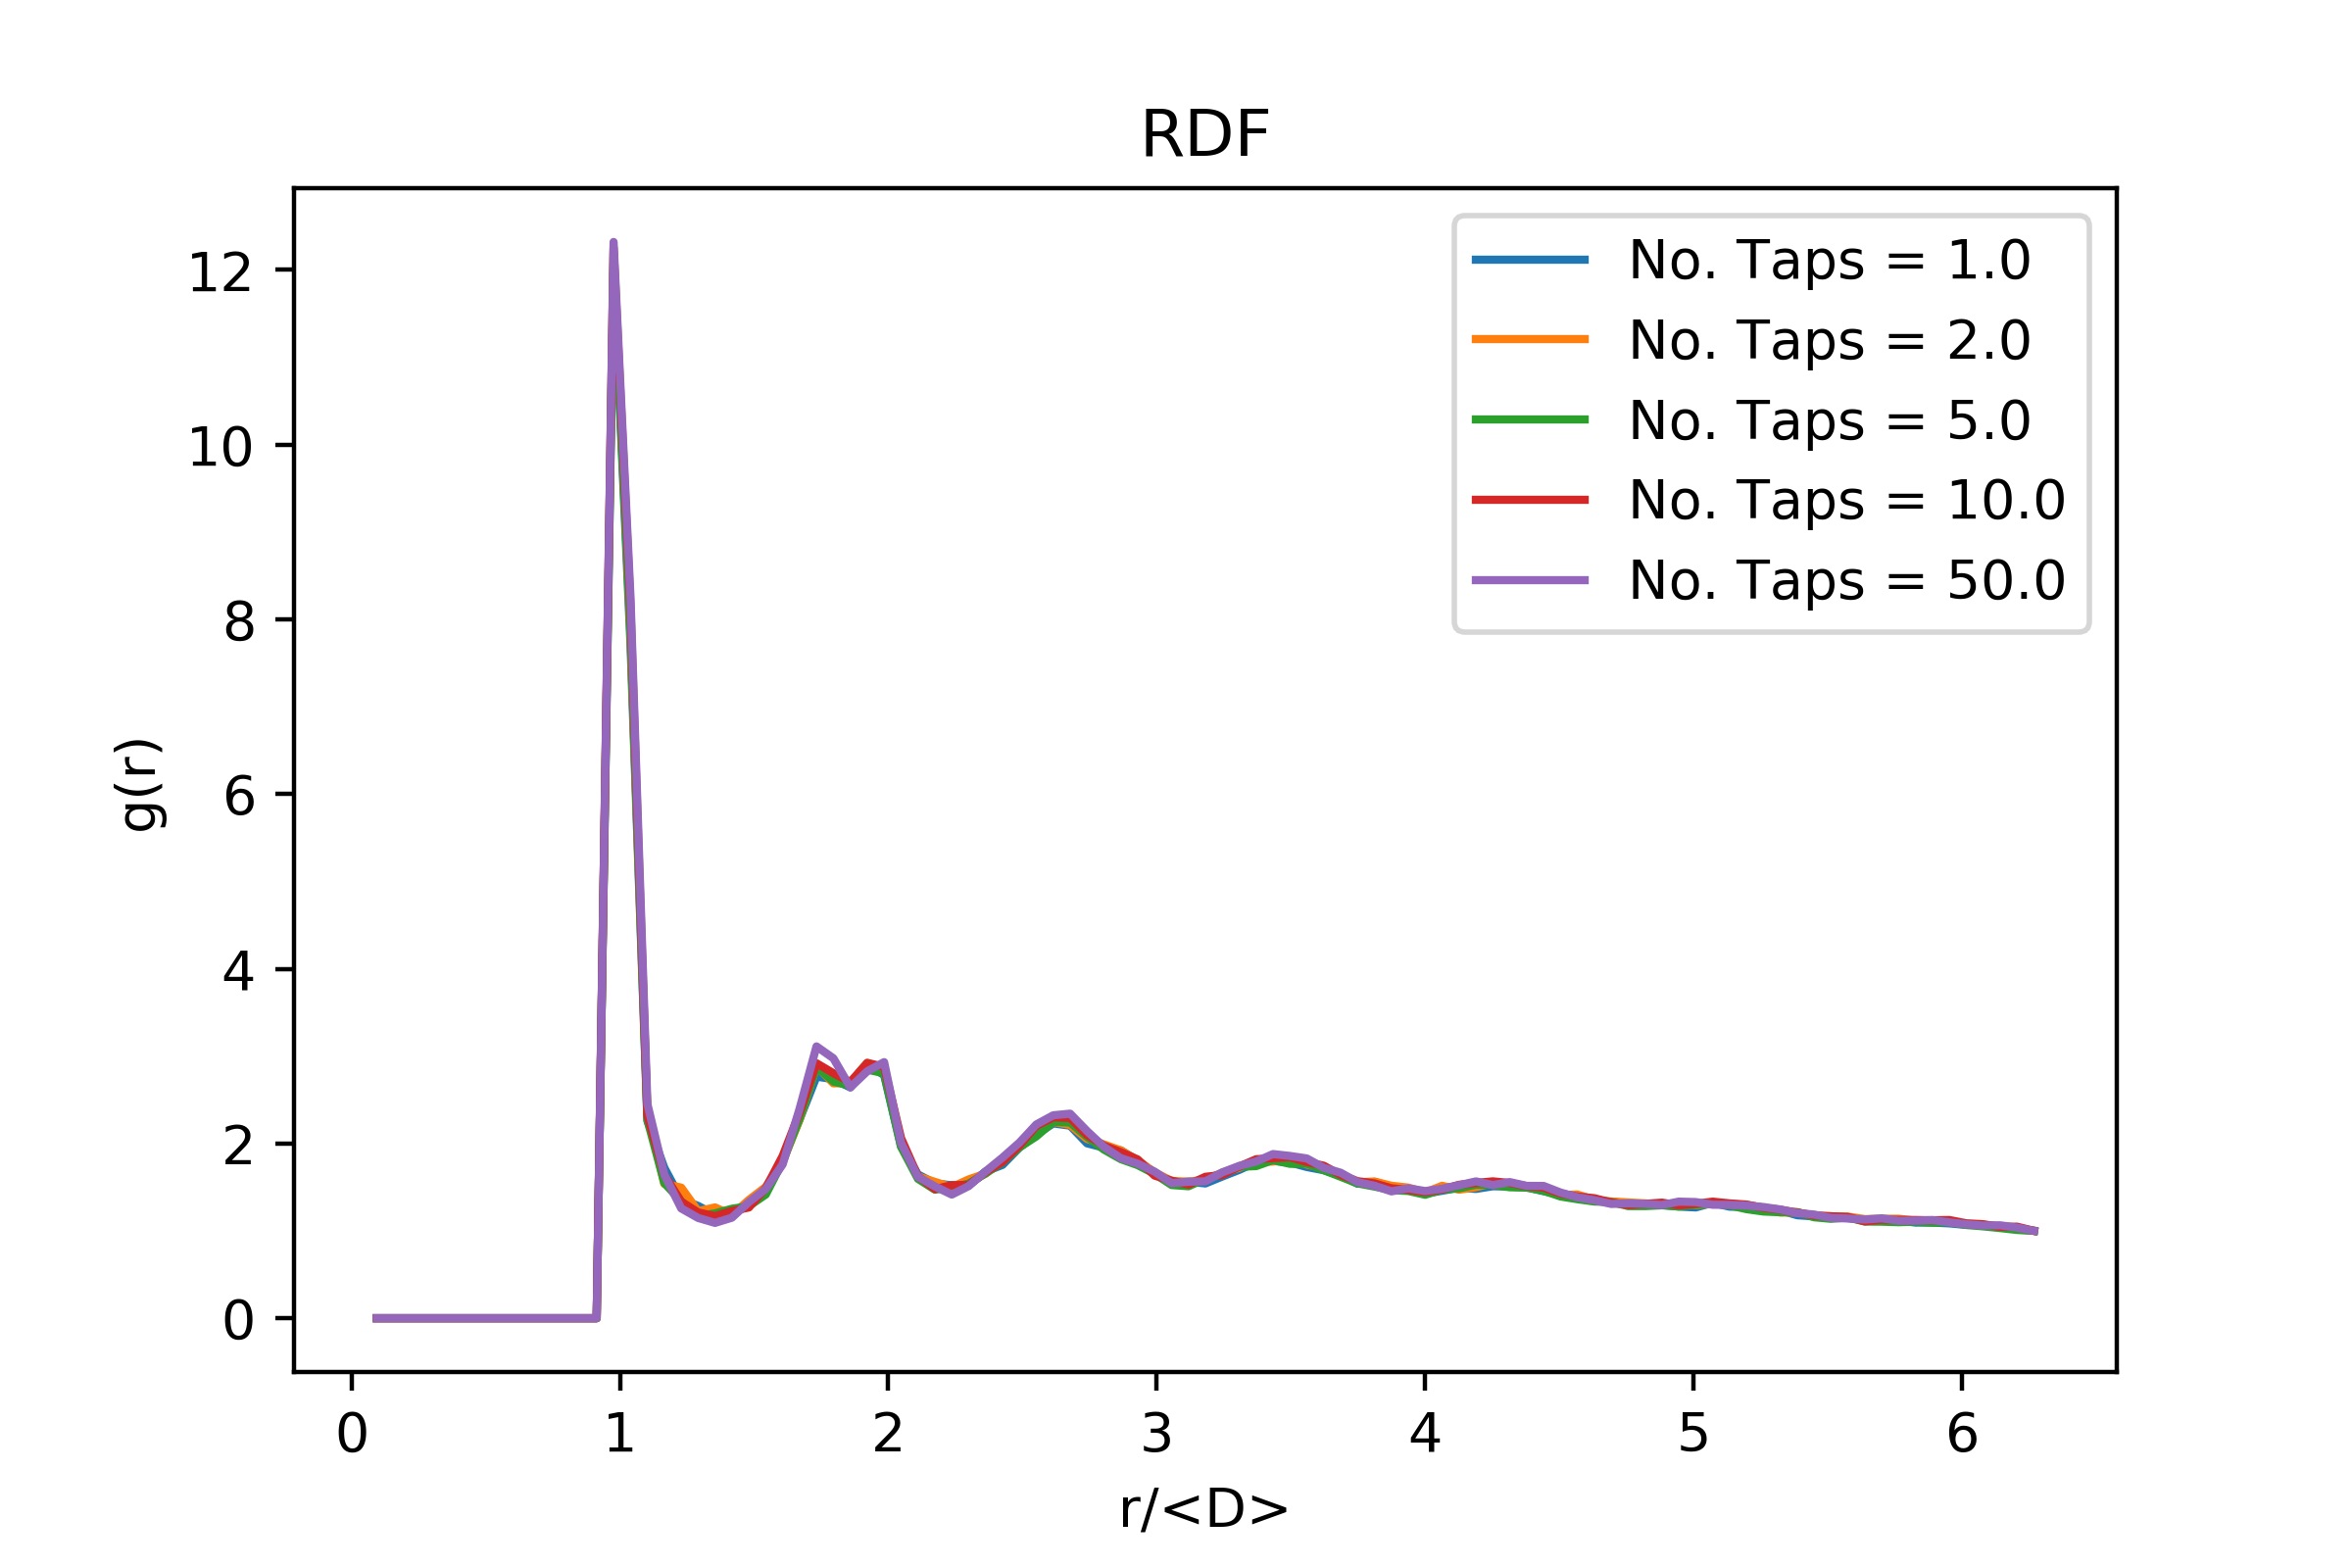 RDF
12
10
8
6
4
2
0
g(r)
No. Taps = 1.0
No. Taps = 2.0
No. Taps = 5.0
No. Taps = 10.0
No. Taps = 50.0
0 1 2 3 4 5 6
r/<D>